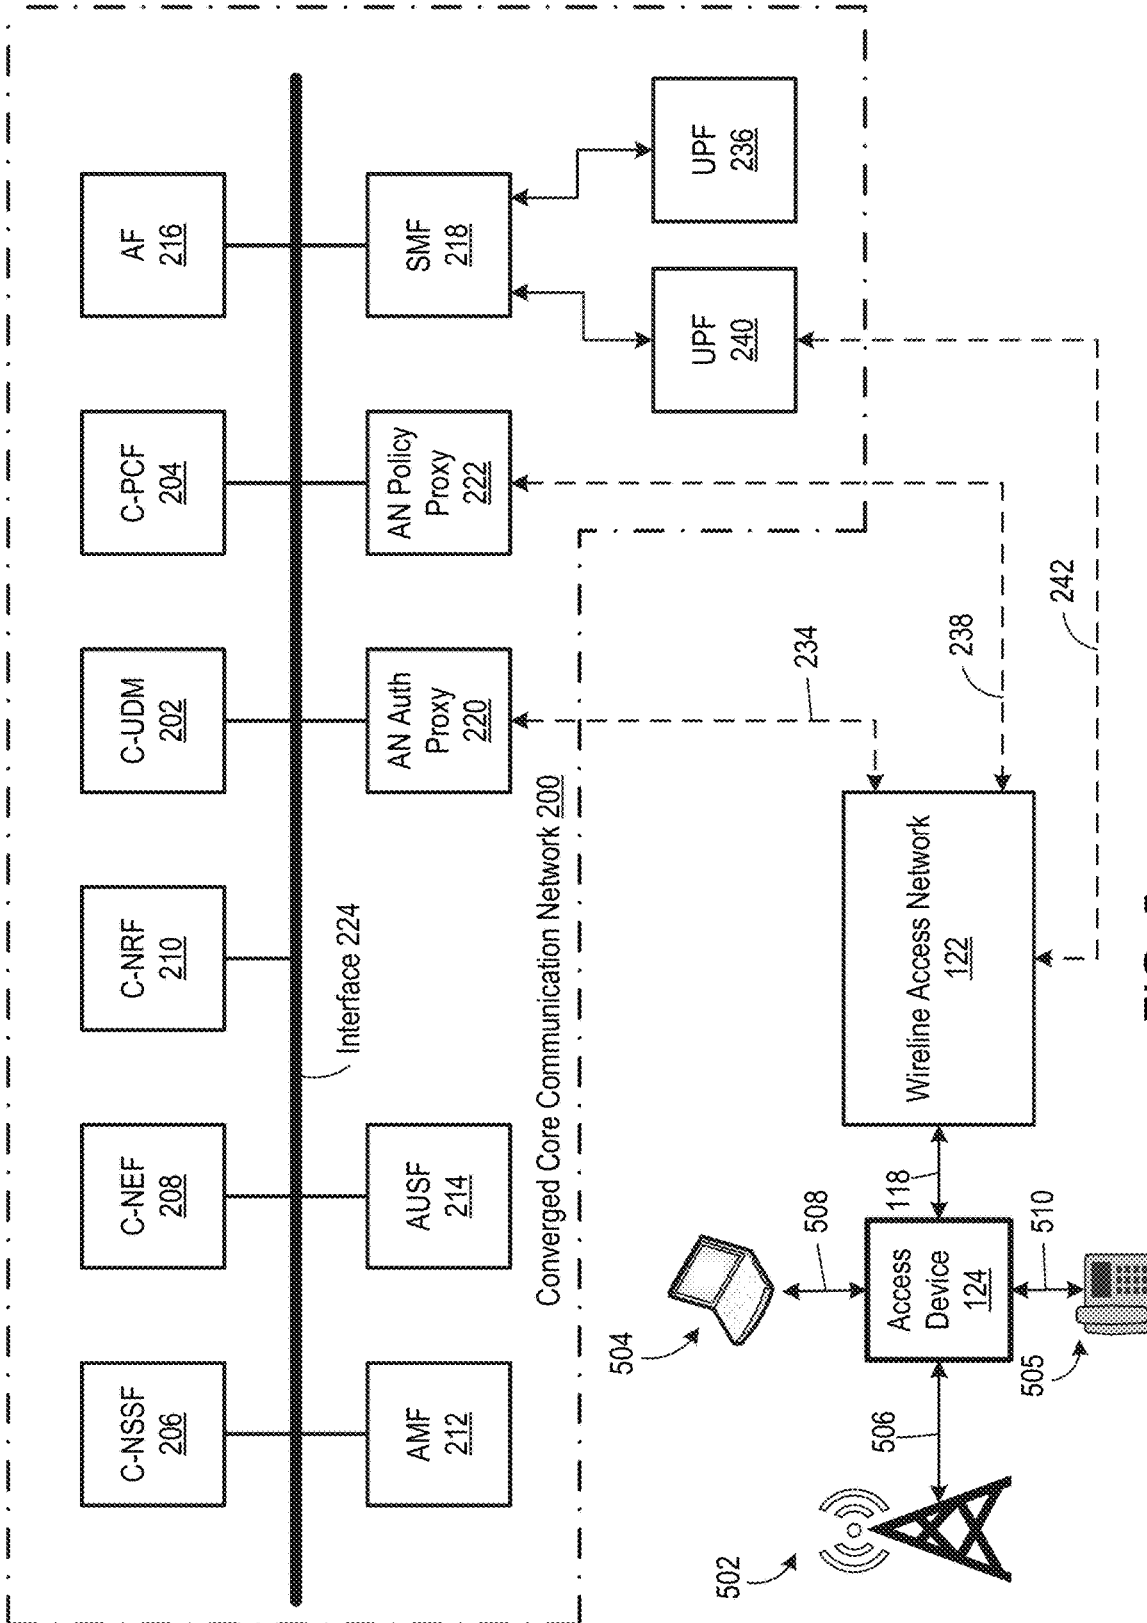 C-NSSF
206
C-NEF
208
C-NRF
210
C-UDM
202
C-PCF
204
AF
216
Interface 224
AMF
212
AUSF
214
AN Auth
Proxy
220
AN Policy
Proxy
222
SMF
218
Converged Core Communication Network 200
UPF
240
UPF
236
502
504
506
508
Access
Device
124
118
505
510
Wireline Access Network
122
234
238
242